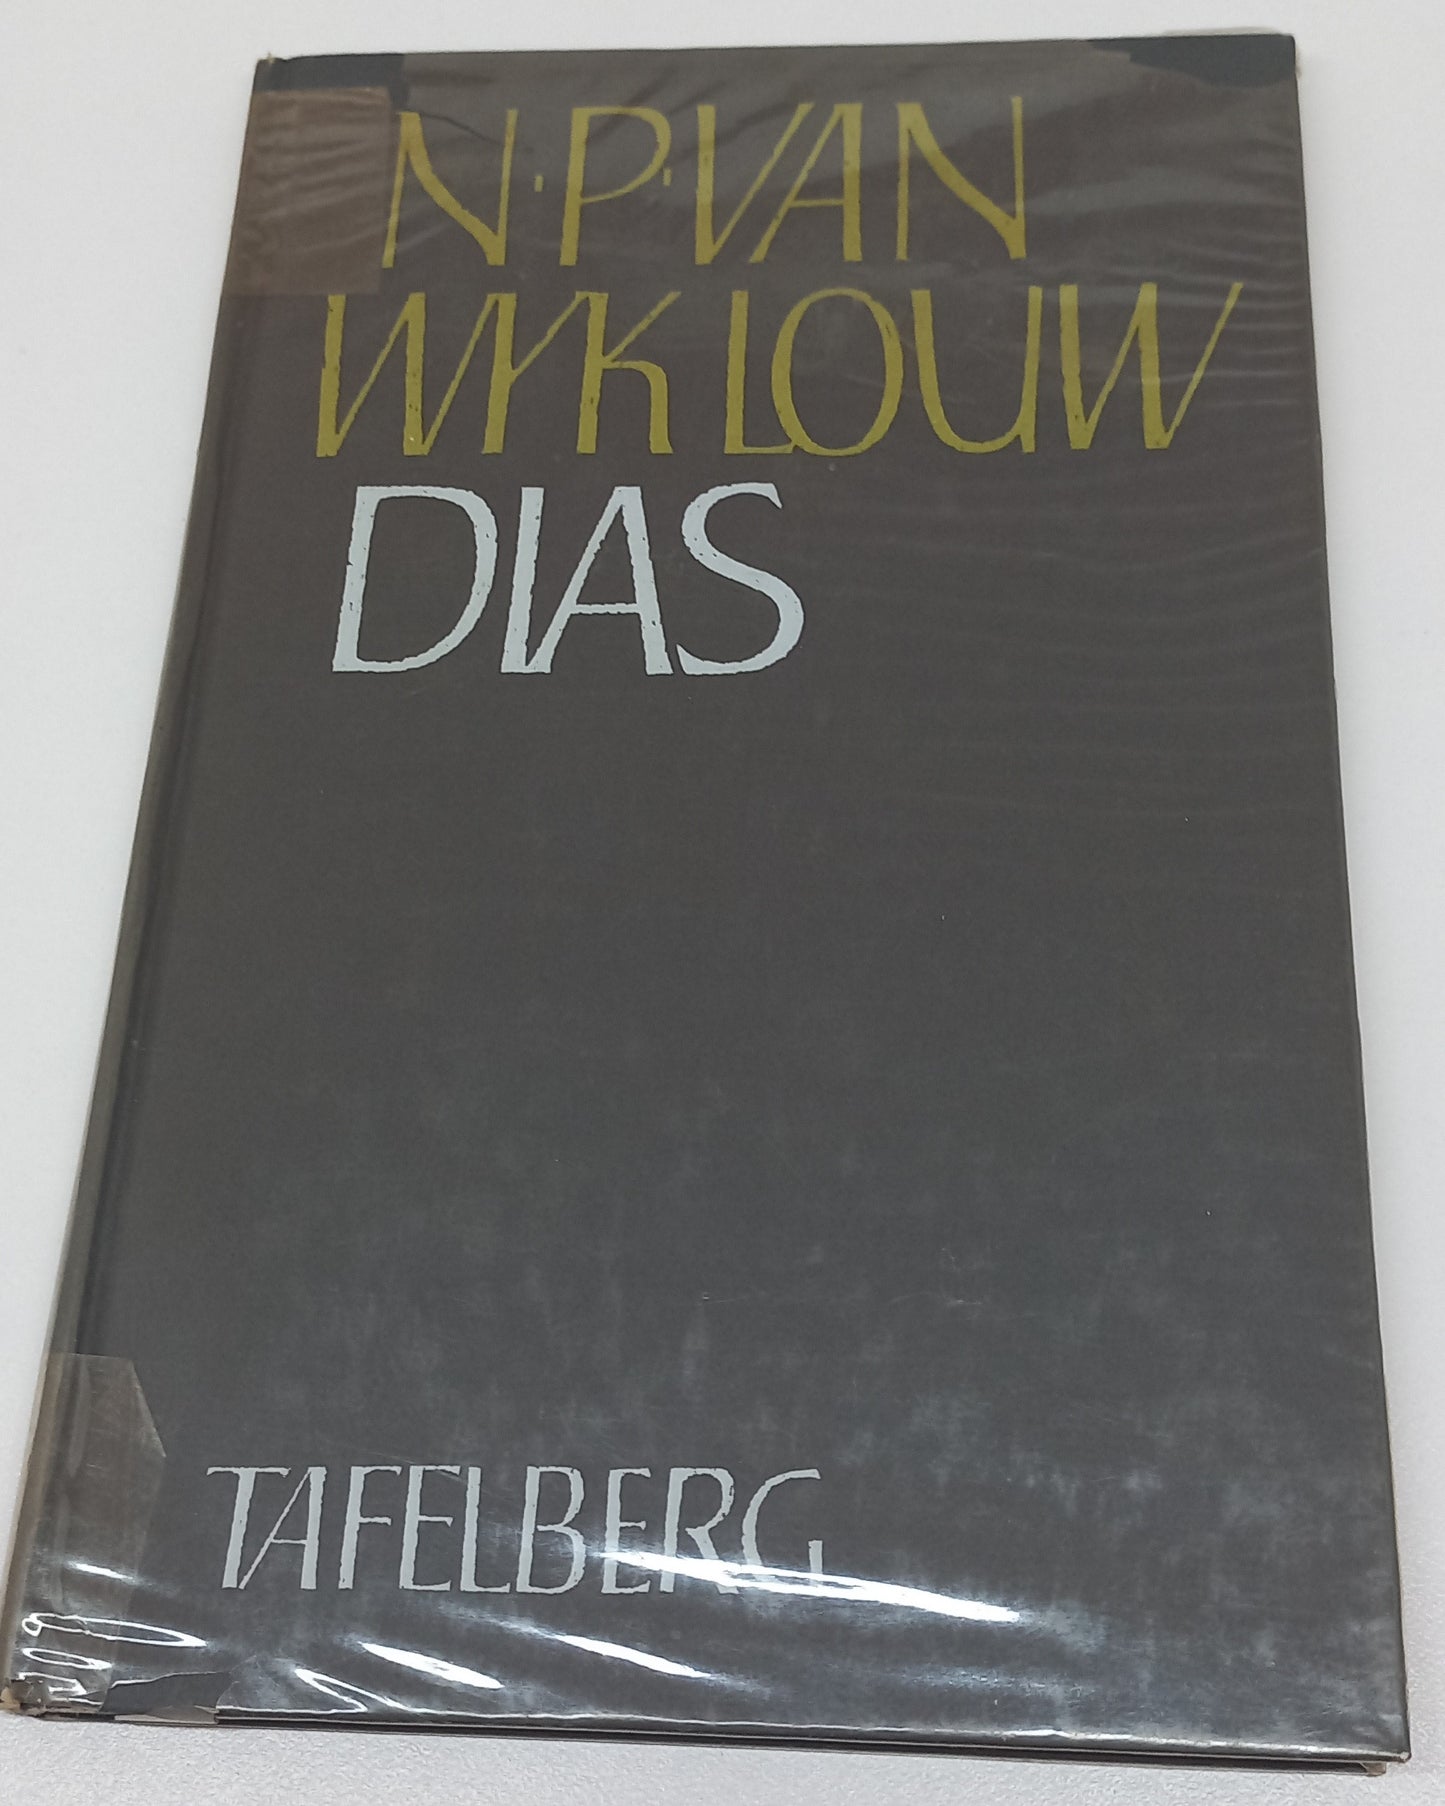 N.P.VAN
WYK LOUW
DIAS
TAFELBERG